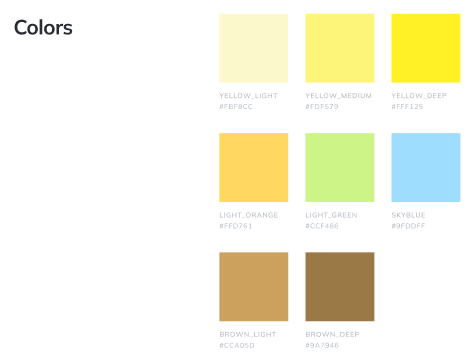 Colors
YELLOW_LIGHT
#FBF8CC
YELLOW_MEDIUM
#FDF579
YELLOW_DEEP
#FFF125
LIGHT_ORANGE
#FFD761
LIGHT_GREEN
#CCF486
SKYBLUE
#9FDDFF
BROWN_LIGHT
#CCA05D
BROWN_DEEP
#9A7946